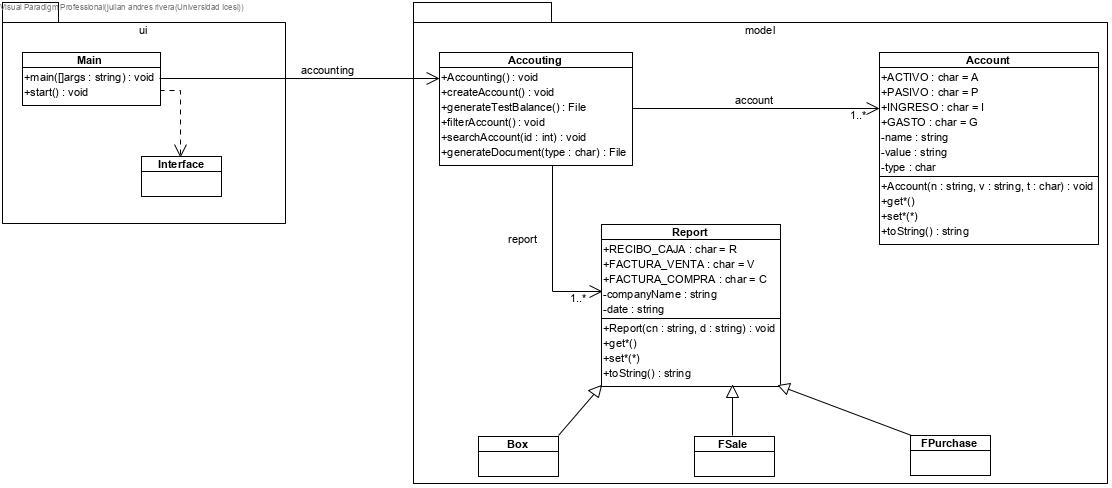 Visual Paradigm Professional(julian andres rivera(Universidad Icesi))
ui
model
Main
+main([]args : string) : void
+start() : void
accounting
Interface
Accouting
+Accounting() : void
+createAccount() : void
+generateTestBalance() : File
+filterAccount() : void
+searchAccount(id : int) : void
+generateDocument(type : char) : File
account
1..*
Account
+ACTIVO : char = A
+PASIVO : char = P
+INGRESO : char = I
+GASTO : char = G
-name : string
-value : string
-type : char
+Account(n : string, v : string, t : char) : void
+get*()
+set*(*)
+toString() : string
report
1..*
Report
+RECIBO_CAJA : char = R
+FACTURA_VENTA : char = V
+FACTURA_COMPRA : char = C
-companyName : string
-date : string
+Report(cn : string, d : string) : void
+get*()
+set*(*)
+toString() : string
Box
FSale
FPurchase